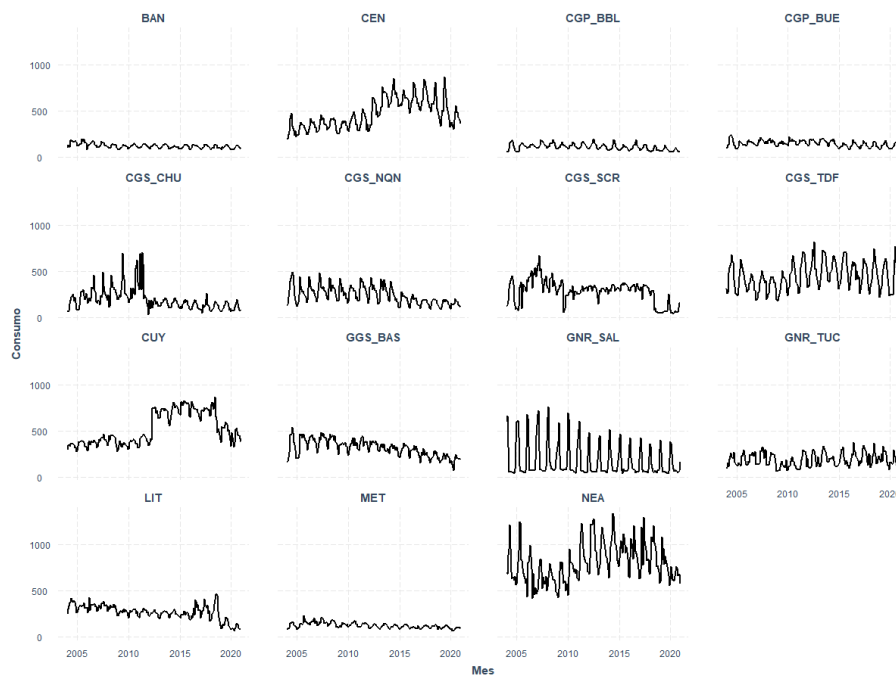 BAN CEN CGP_BBL CGP_BUE
1000
500
0
CGS_CHU CGS_NQN CGS_SCR CGS_TDF
1000
500
0
Consumo
CUY GGS_BAS GNR_SAL GNR_TUC
1000
500
0
2005 2010 2015 202
LIT MET NEA
1000
500
0
2005 2010 2015 2020 2005 2010 2015 2020 2005 2010 2015 2020
Mes